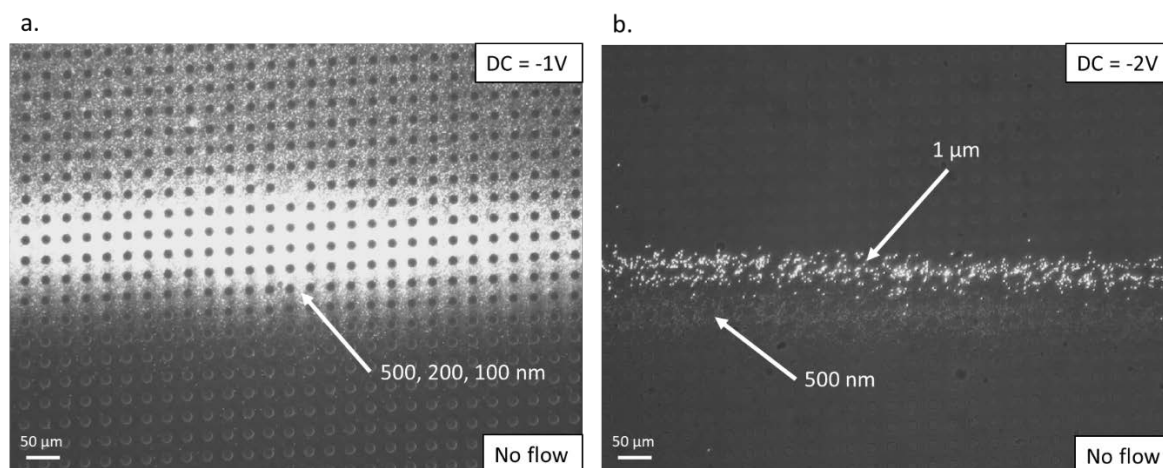 a.
DC = -1V
500, 200, 100 nm
50 µm
No flow
b.
DC = -2V
1 µm
500 nm
50 µm
No flow